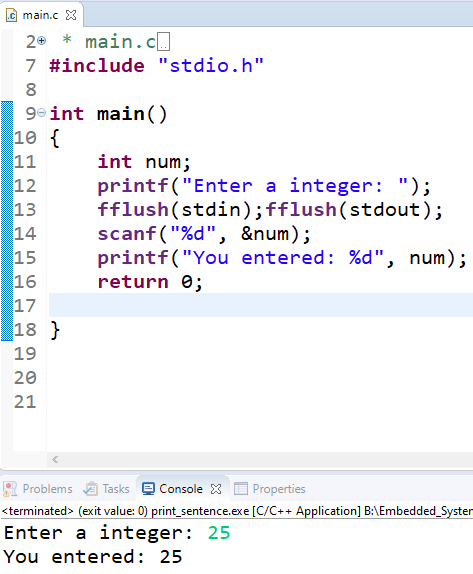 main.c
2 * main.c
7 #include "stdio.h"
8
9 int main()
10 {
11 int num;
12 printf("Enter a integer: ");
13 fflush(stdin);fflush(stdout);
14 scanf("%d", &num);
15 printf("You entered: %d", num);
16 return 0;
17
18 }
19
20
21
Problems Tasks Console Properties
<terminated> (exit value: 0) print_sentence.exe [C/C++ Application] B:\Embedded_System
Enter a integer: 25
You entered: 25